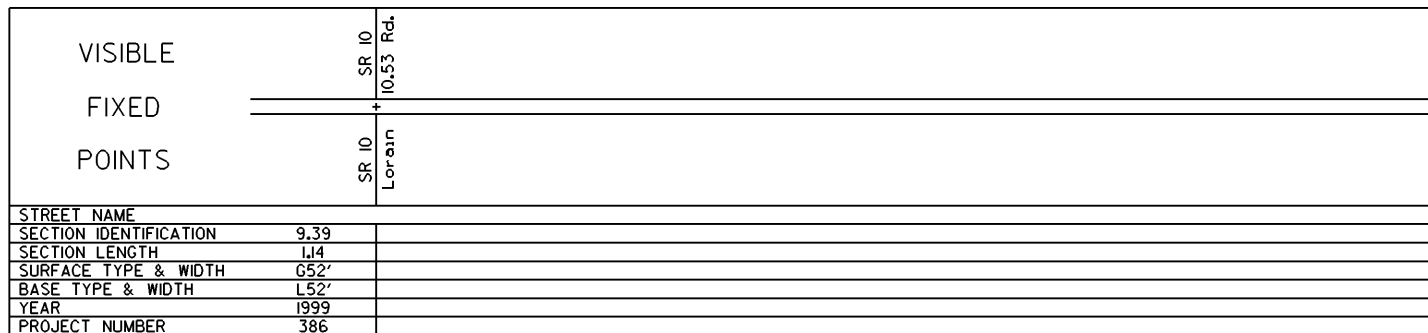 VISIBLE
FIXED
POINTS
SR 10
10.53 Rd.
+
SR 10
Lorain
STREET NAME
SECTION IDENTIFICATION 9.39
SECTION LENGTH 1.14
SURFACE TYPE & WIDTH G52'
BASE TYPE & WIDTH L52'
YEAR 1999
PROJECT NUMBER 386